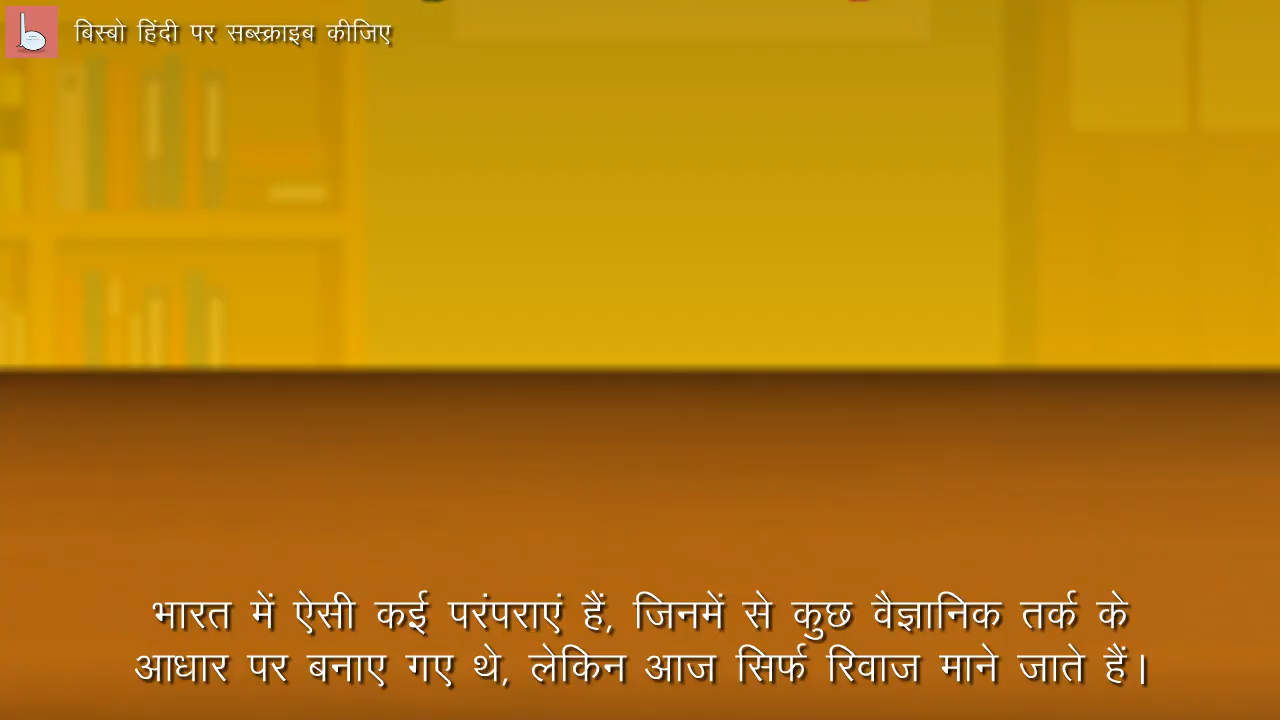 बिस्बो हिंदी पर सब्स्क्राइब कीजिए
भारत में ऐसी कई परंपराएं हैं, जिनमें से कुछ वैज्ञानिक तर्क के
आधार पर बनाए गए थे, लेकिन आज सिर्फ रिवाज माने जाते हैं।